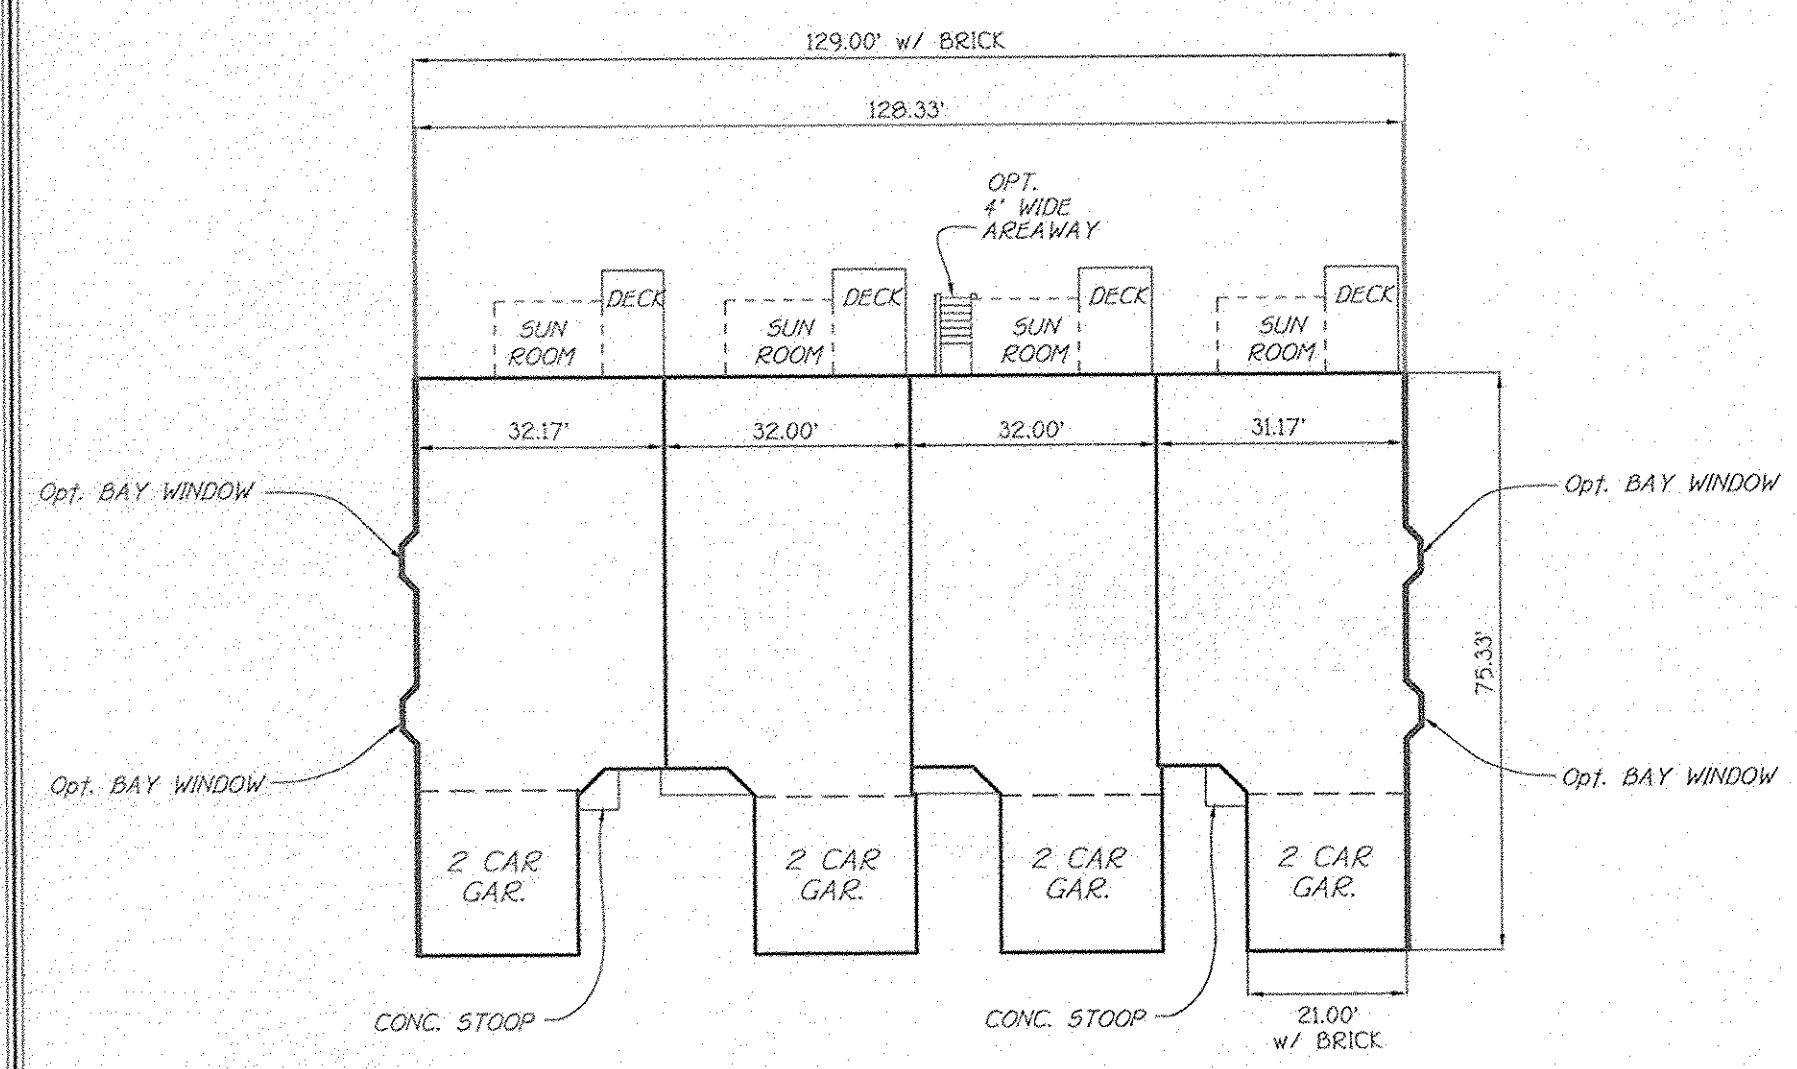 129.00' w/ BRICK
128.33'
OPT.
4' WIDE
AREAWAY
DECK
DECK
DECK
DECK
SUN
ROOM
SUN
ROOM
SUN
ROOM
SUN
ROOM
32.17'
32.00'
32.00'
31.17'
Opt. BAY WINDOW
Opt. BAY WINDOW
75.33'
Opt. BAY WINDOW
Opt. BAY WINDOW
2 CAR
GAR.
2 CAR
GAR.
2 CAR
GAR.
2 CAR
GAR.
CONC. STOOP
CONC. STOOP
21.00'
w/ BRICK